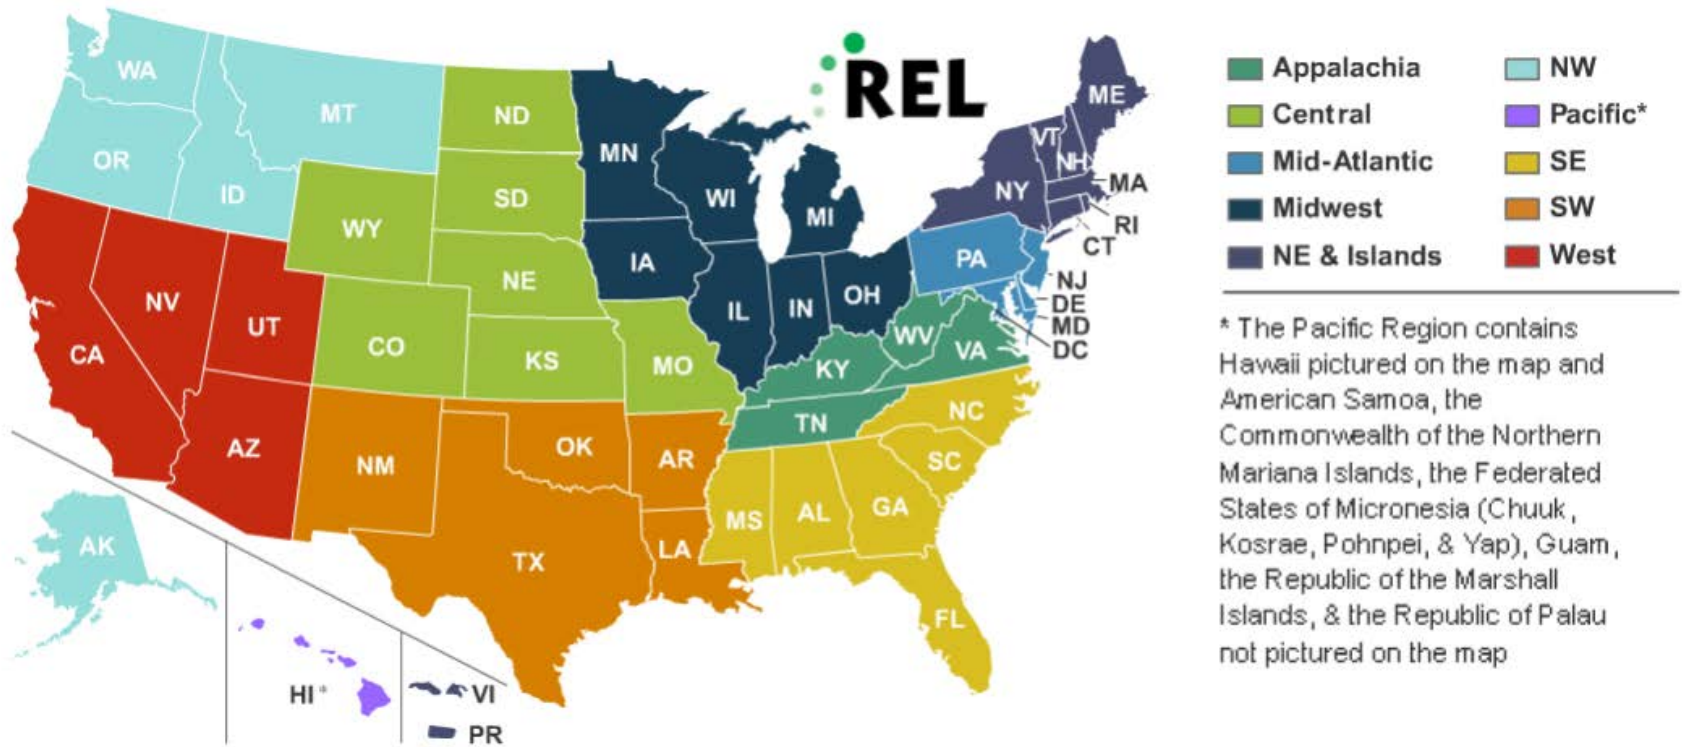 REL
WA
MT
ND
MN
ME
VT
NH
OR
ID
SD
WI
MI
NY
MA
RI
CT
WY
IA
PA
NJ
NE
NV
UT
IL
IN
OH
DE
MD
DC
CA
CO
KS
MO
WV
VA
KY
TN
NC
AZ
NM
OK
AR
SC
MS
AL
GA
AK
TX
LA
FL
HI*
VI
PR
Appalachia
Central
Mid-Atlantic
Midwest
NE & Islands
NW
Pacific*
SE
SW
West
* The Pacific Region contains
Hawaii pictured on the map and
American Samoa, the
Commonwealth of the Northern
Mariana Islands, the Federated
States of Micronesia (Chuuk,
Kosrae, Pohnpei, & Yap), Guam,
the Republic of the Marshall
Islands, & the Republic of Palau
not pictured on the map